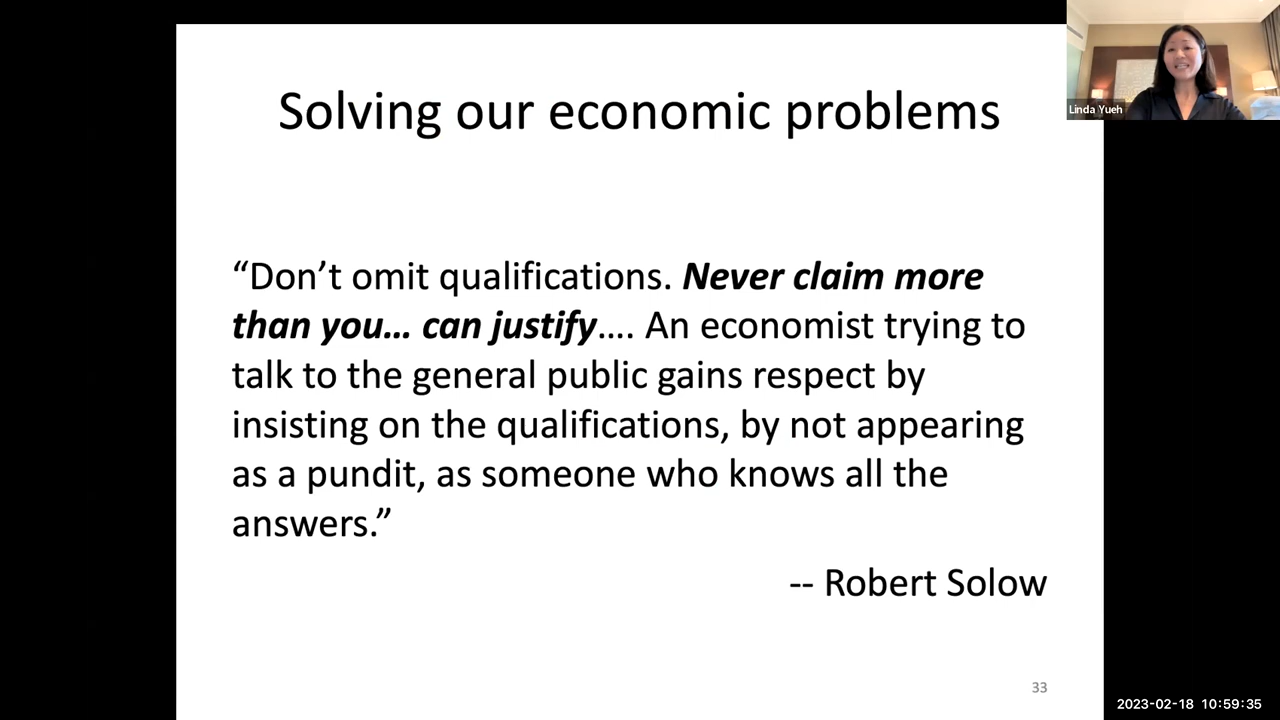 Solving our economic problems
Linda Yueh
“Don’t omit qualifications. Never claim more
than you… can justify…. An economist trying to
talk to the general public gains respect by
insisting on the qualifications, by not appearing
as a pundit, as someone who knows all the
answers.”
-- Robert Solow
33
2023-02-18 10:59:35